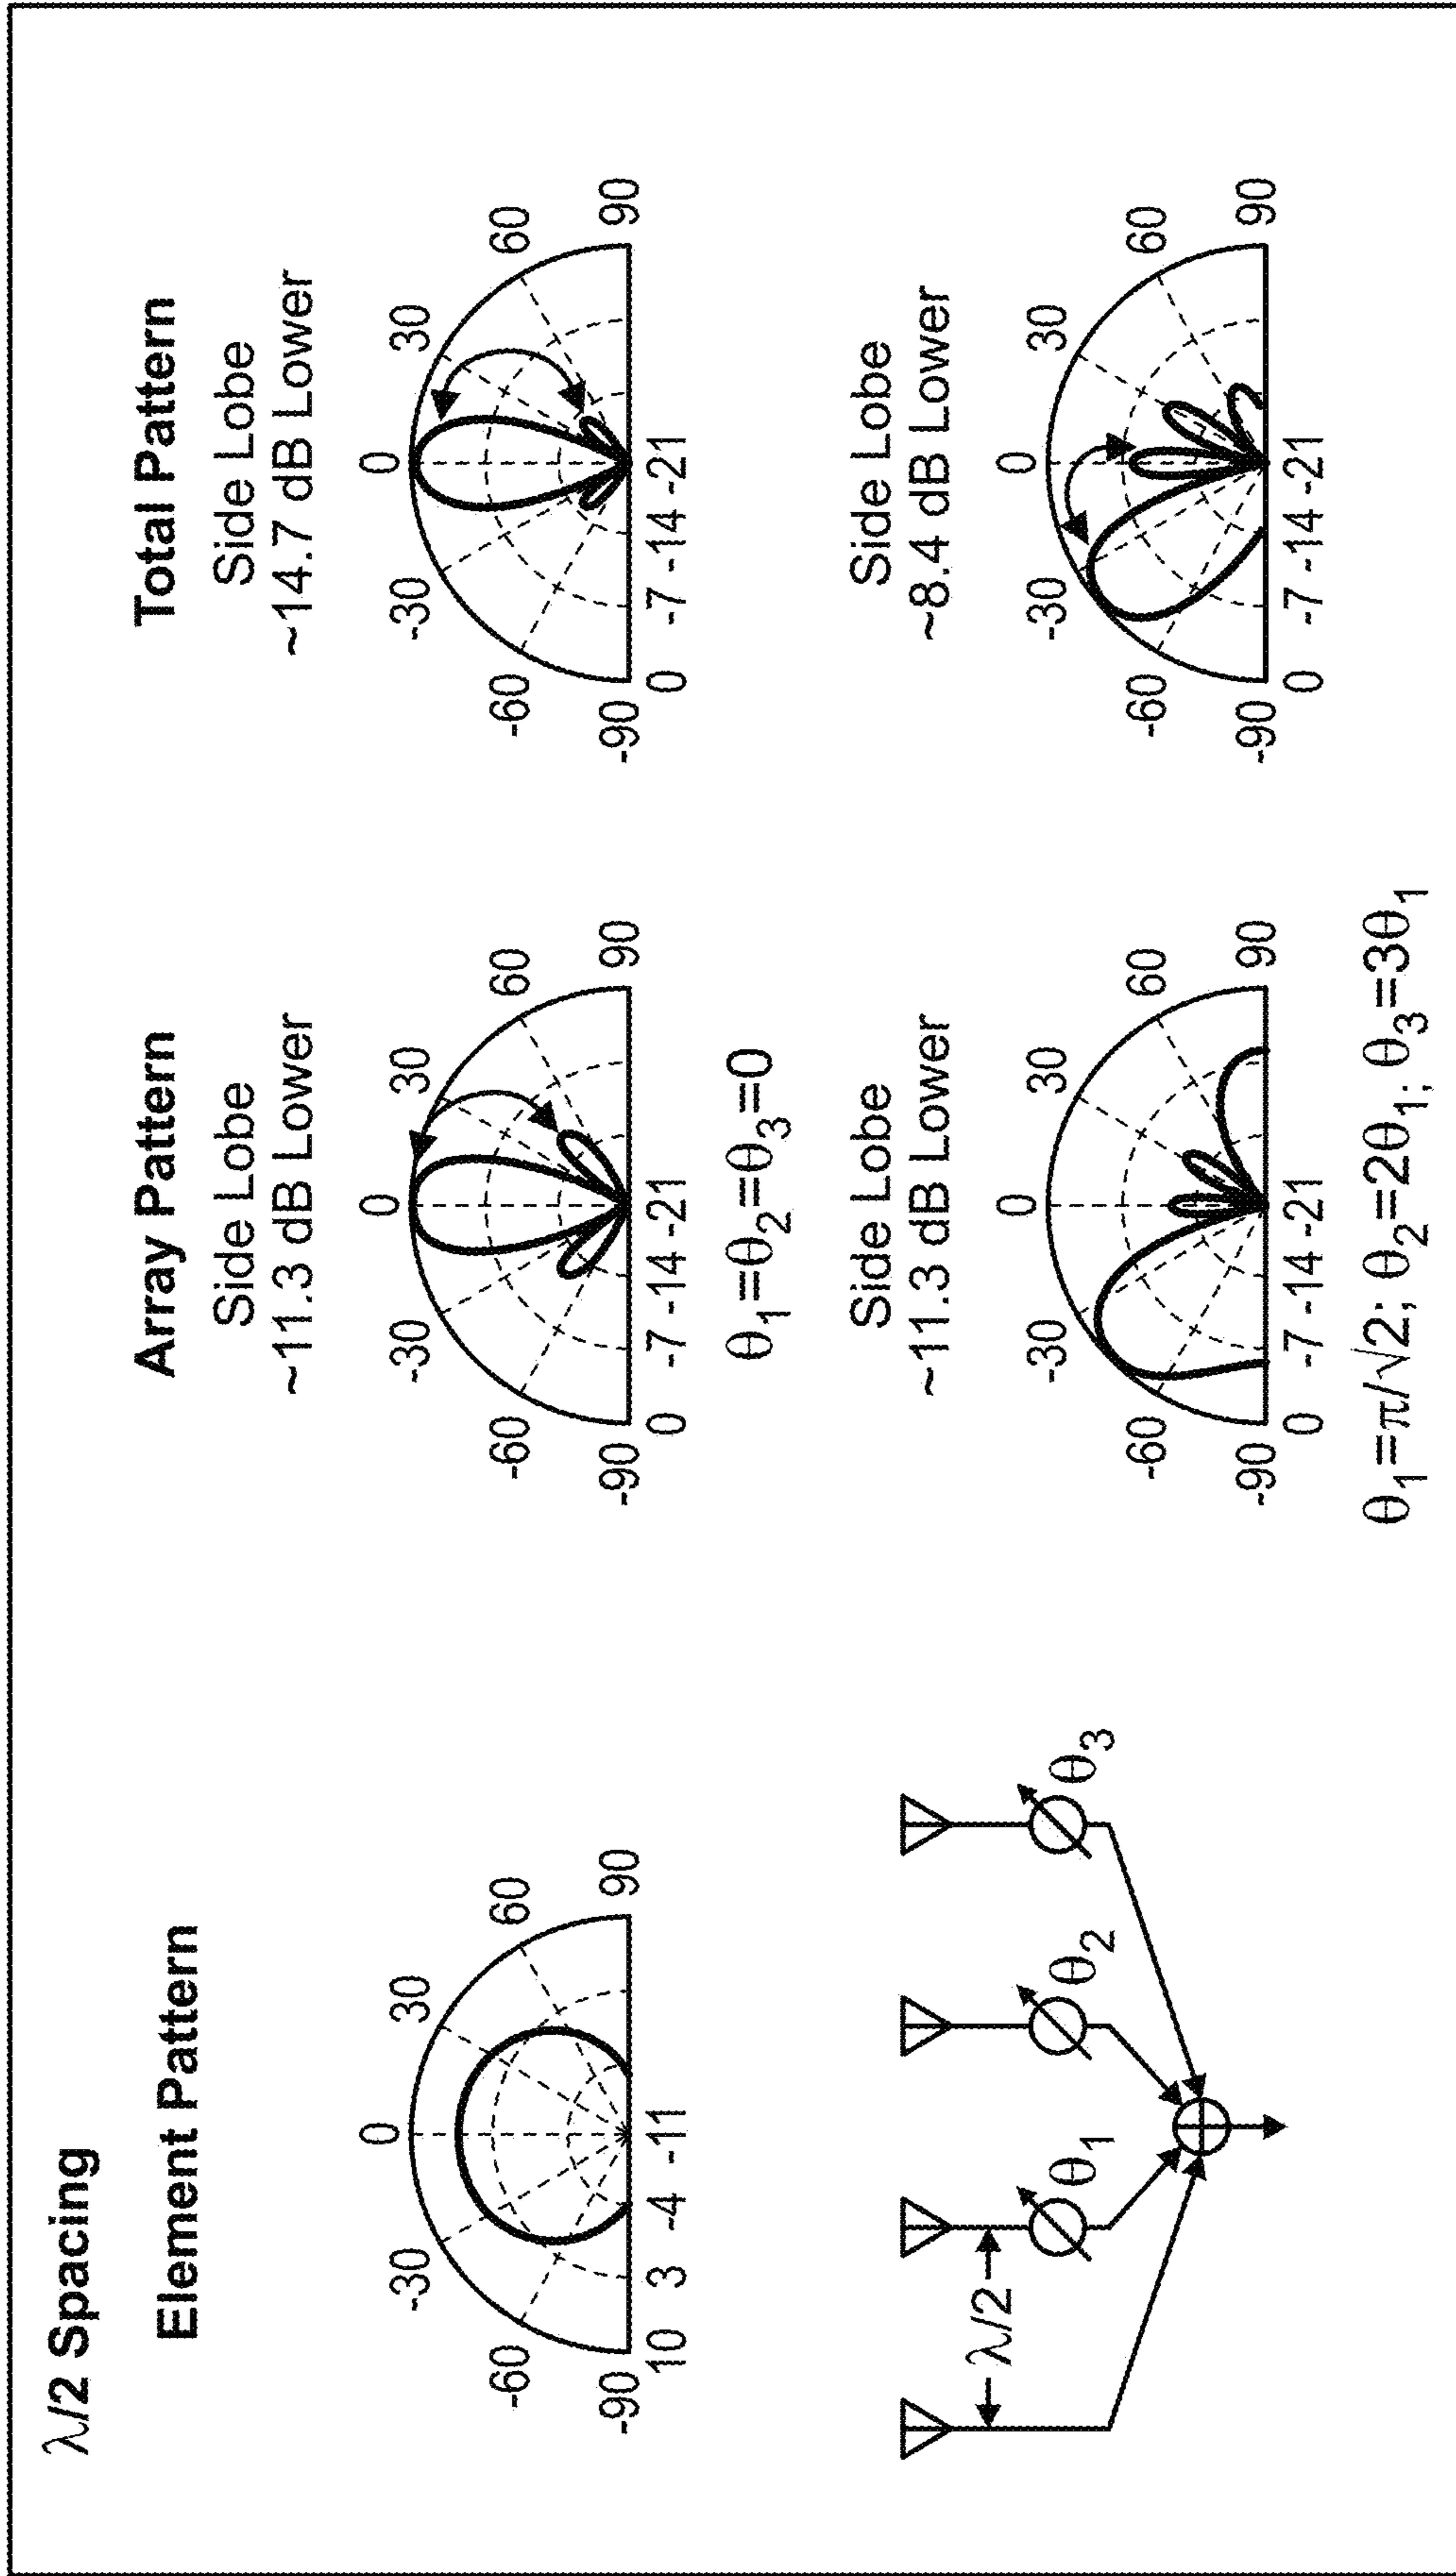 λ/2 Spacing
Element Pattern
Array Pattern
Total Pattern
-90 -60 -30 0 30 60 90
10 3 -4 -11
Side Lobe
~11.3 dB Lower
-90 -60 -30 0 30 60 90
0 -7 -14 -21
θ1=θ2=θ3=0
Side Lobe
~14.7 dB Lower
-90 -60 -30 0 30 60 90
0 -7 -14 -21
λ/2
θ1 θ2 θ3
Side Lobe
~11.3 dB Lower
-90 -60 -30 0 30 60 90
0 -7 -14 -21
θ1=π/√2; θ2=2θ1; θ3=3θ1
Side Lobe
~8.4 dB Lower
-90 -60 -30 0 30 60 90
0 -7 -14 -21